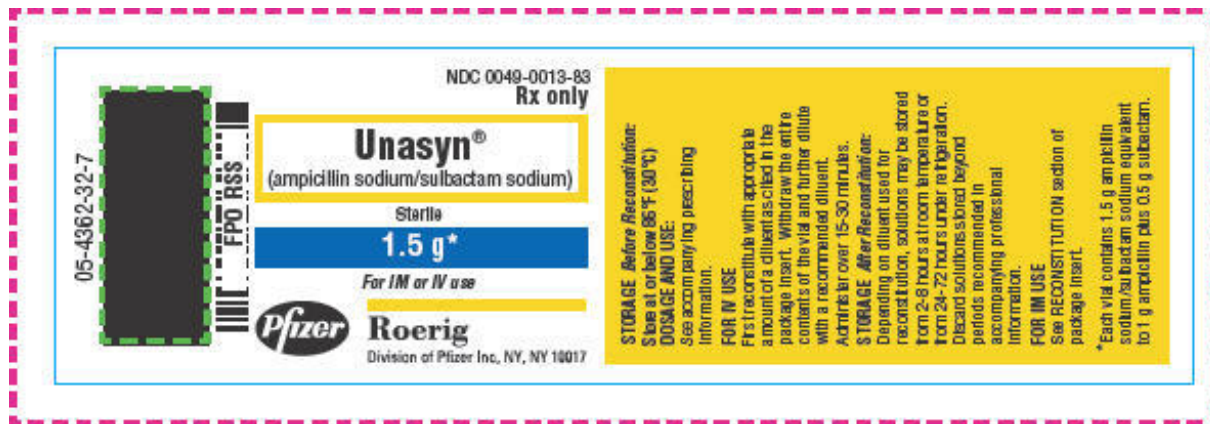 05-4362-32-7
FPO RSS
NDC 0049-0013-83
Rx only
Unasyn®
(ampicillin sodium/sulbactam sodium)
Sterile
1.5 g*
For IM or IV use
Pfizer
Roerig
Division of Pfizer Inc, NY, NY 10017
STORAGE Before Reconstitution:
Store at or below 86°F (30°C)
DOSAGE AND USE:
See accompanying prescribing
information.
FOR IV USE
First reconstitute with appropriate
amount of a diluent as cited in the
package insert. Withdraw the entire
contents of the vial and further dilute
with a recommended diluent.
Administer over 15-30 minutes.
STORAGE After Reconstitution:
Depending on diluent used for
reconstitution, solutions may be stored
from 2-8 hours at room temperature or
from 24-72 hours under refrigeration.
Discard solutions stored beyond
periods recommended in
accompanying professional
information.
FOR IM USE
See RECONSTITUTION section of
package insert.
*Each vial contains 1.5 g ampicillin
sodium/sulbactam sodium equivalent
to 1 g ampicillin plus 0.5 g sulbactam.